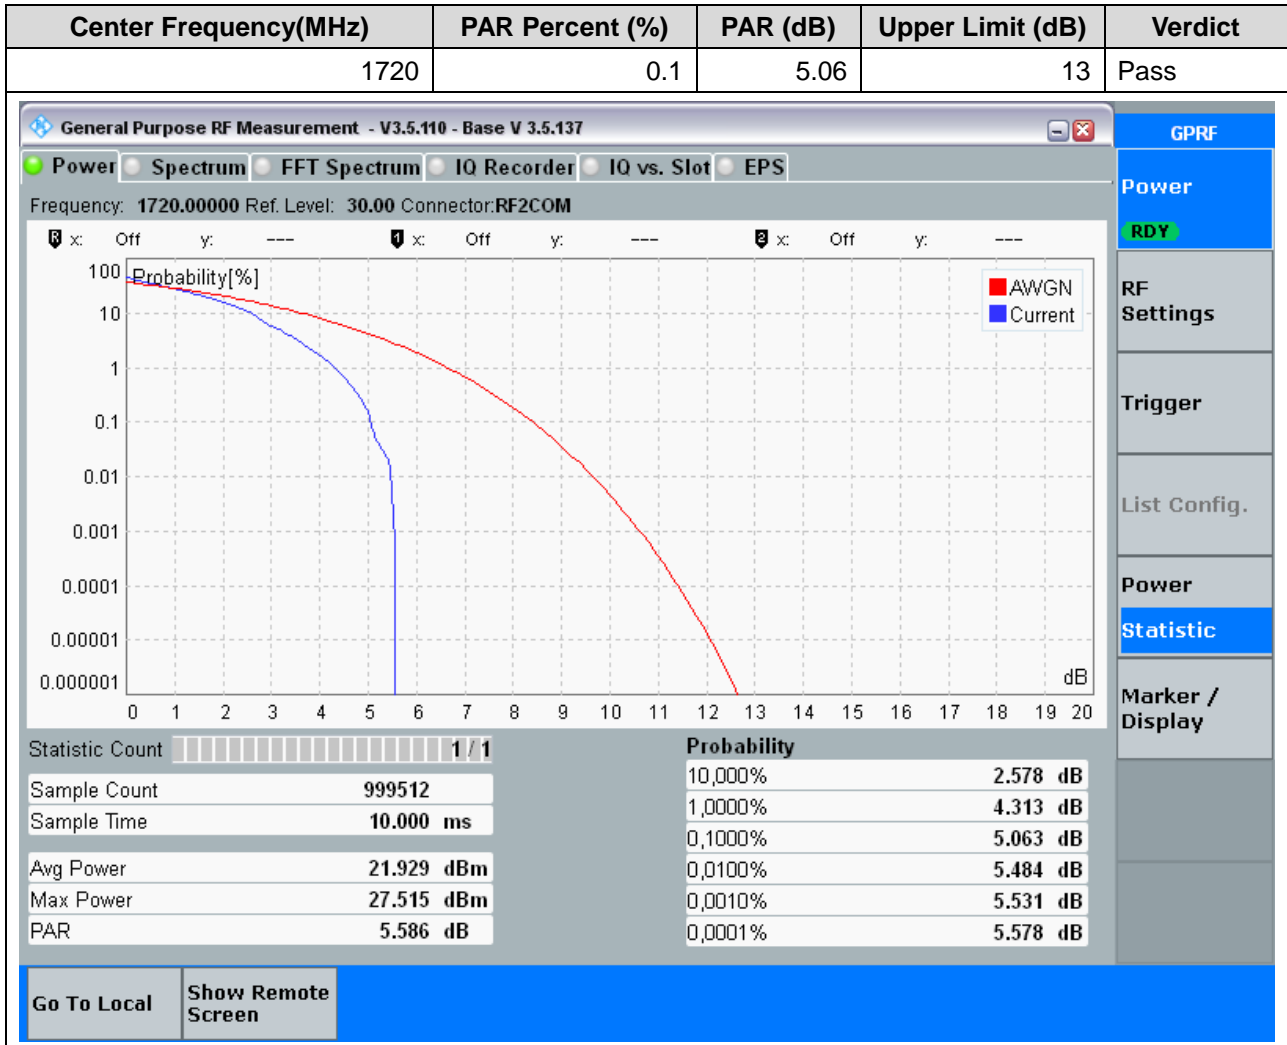 Center Frequency(MHz) PAR Percent (%) PAR (dB) Upper Limit (dB) Verdict
1720 0.1 5.06 13 Pass
General Purpose RF Measurement - V3.5.110 - Base V 3.5.137
GPRF
Power Spectrum FFT Spectrum IQ Recorder IQ vs. Slot EPS
Power
RDY
Frequency: 1720.00000 Ref. Level: 30.00 Connector:RF2COM
R x: Off y: --- 1 x: Off y: --- 2 x: Off y: ---
RF
Settings
Trigger
List Config.
Power
Statistic
Marker /
Display
Probability[%]
AWGN
Current
100
10
1
0.1
0.01
0.001
0.0001
0.00001
0.000001
dB
0 1 2 3 4 5 6 7 8 9 10 11 12 13 14 15 16 17 18 19 20
Statistic Count 1 / 1
Sample Count 999512
Sample Time 10.000 ms
Avg Power 21.929 dBm
Max Power 27.515 dBm
PAR 5.586 dB
Probability
10,000% 2.578 dB
1,0000% 4.313 dB
0,1000% 5.063 dB
0,0100% 5.484 dB
0,0010% 5.531 dB
0,0001% 5.578 dB
Go To Local
Show Remote
Screen